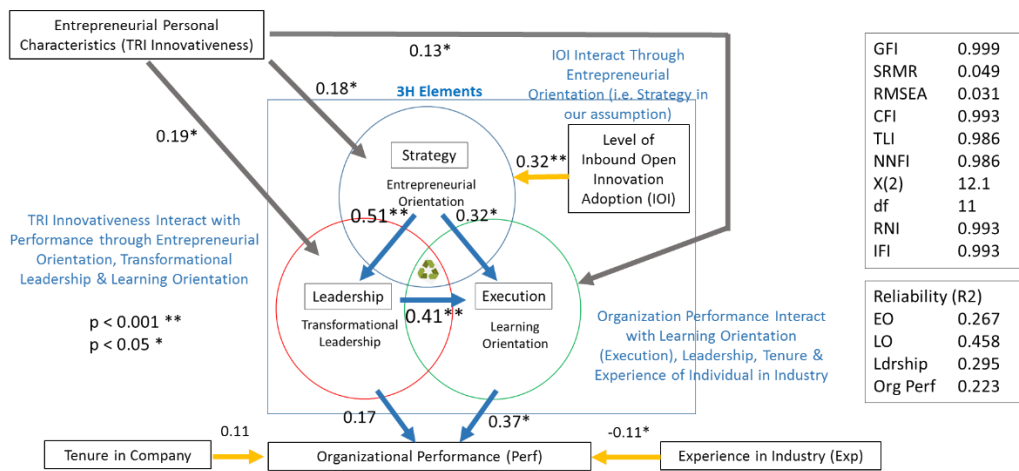 Entrepreneurial Personal
Characteristics (TRI Innovativeness)
0.13*
IOI Interact Through
Entrepreneurial
Orientation (i.e. Strategy in
our assumption)
0.18*
3H Elements
0.19*
Strategy
Entrepreneurial
Orientation
0.32**
Level of
Inbound Open
Innovation
Adoption (IOI)
0.51**
0.32*
TRI Innovativeness Interact with
Performance through Entrepreneurial
Orientation, Transformational
Leadership & Learning Orientation
p < 0.001 **
p < 0.05 *
Leadership
Transformational
Leadership
0.41**
Execution
Learning
Orientation
Organization Performance Interact
with Learning Orientation
(Execution), Leadership, Tenure &
Experience of Individual in Industry
0.17
0.37*
0.11
-0.11*
Tenure in Company
Organizational Performance (Perf)
Experience in Industry (Exp)
GFI 0.999
SRMR 0.049
RMSEA 0.031
CFI 0.993
TLI 0.986
NNFI 0.986
X(2) 12.1
df 11
RNI 0.993
IFI 0.993
Reliability (R2)
EO 0.267
LO 0.458
Ldrship 0.295
Org Perf 0.223